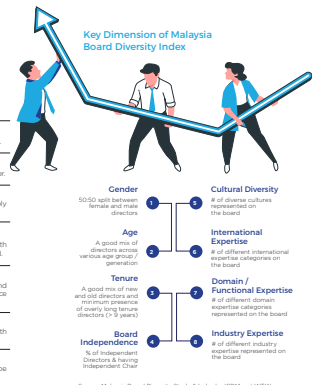 Key Dimension of Malaysia
Board Diversity Index
Gender
50:50 split between
female and male
directors
1
Age
A good mix of
directors across
various age group /
generation
2
Tenure
A good mix of new
and old directors and
minimum presence
of overly long tenure
directors (> 9 years)
3
Board
Independence
% of Independent
Directors & having
Independent Chair
4
5
Cultural Diversity
# of diverse cultures
represented on
the board
6
International
Expertise
# of different international
expertise categories on
the board
7
Domain /
Functional Expertise
# of different domain
expertise categories
represented on the board
8
Industry Expertise
# of different industry
expertise represented on
the board